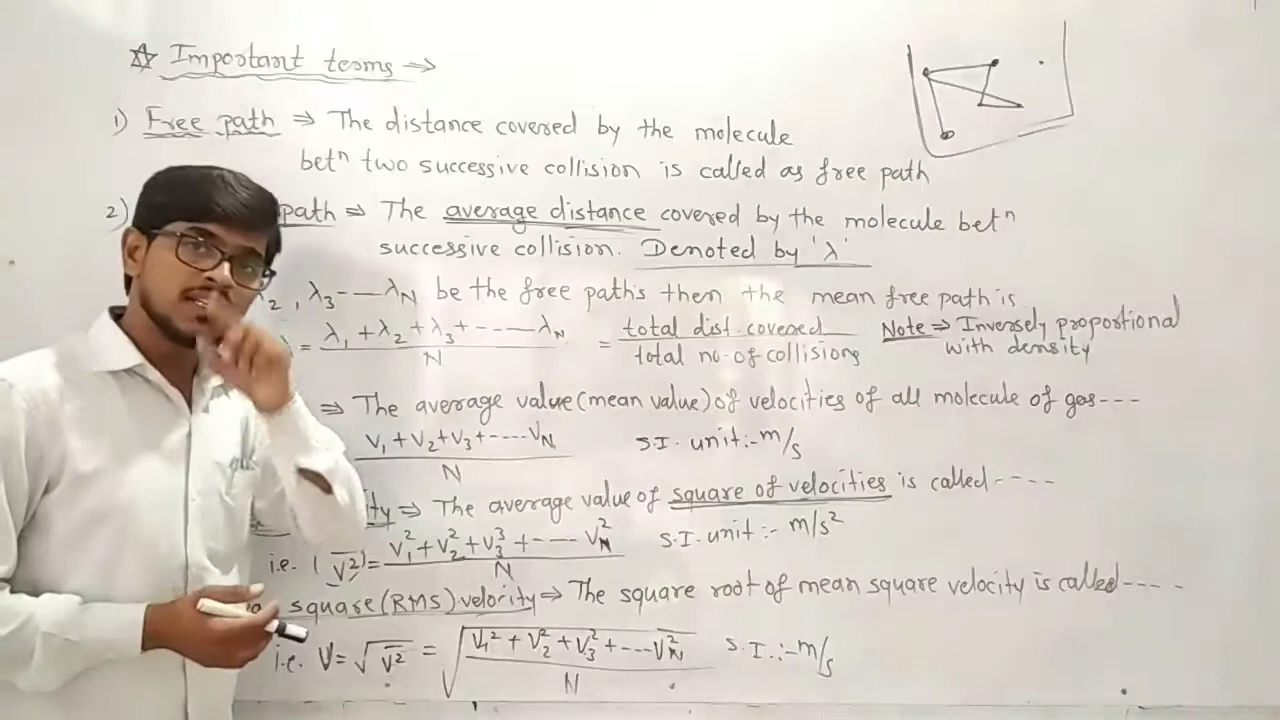 ☆ Important terms →
1) Free path ⇒ The distance covered by the molecule
betⁿ two successive collision is called as free path
2) path ⇒ The average distance covered by the molecule betⁿ
successive collision. Denoted by 'λ'
λ₂, λ₃-—λN be the free paths then the mean free path is
= λ₁+λ₂+λ₃+----—λN / N = total dist. covered / total no. of collisions
Note ⇒ Inversely proportional
with density
⇒ The average value (mean value) of velocities of all molecule of gas---
V₁+V₂+V₃+----VN / N S.I. unit:-m/s
ity ⇒ The average value of square of velocities is called----
i.e. (v̅²) = V₁²+V₂²+V₃³+---VN² / N S.I. unit:- m/s²
square (RMS) velority ⇒ The square root of mean square velocity is called-----
i.e. V = √v̅² = √(V₁²+V₂²+V₃²+---VN² / N) S.I.:-m/s